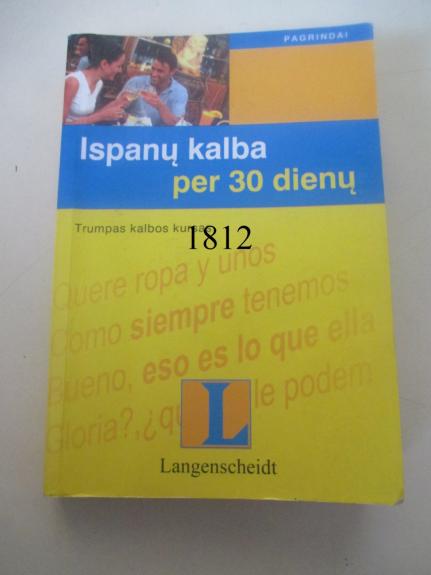 PAGRINDAI
Ispanų kalba
per 30 dienų
Trumpas kalbos kursas
1812
Quere ropa y unos
Como siempre tenemos
Bueno, eso es lo que ella
Gloria?,¿qu le podem
L
Langenscheidt